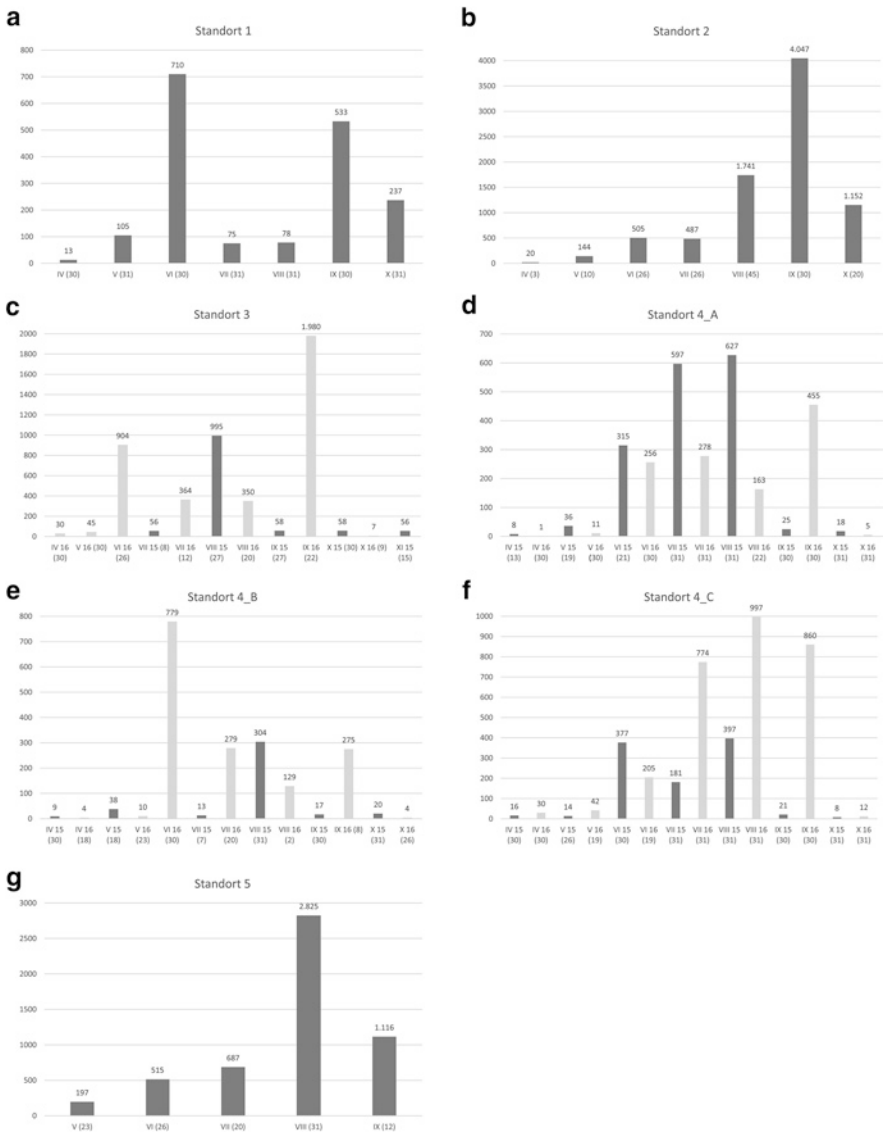 a
Standort 1
800
700
600
500
400
300
200
100
0
13 105 710 75 78 533 237
IV (30) V (31) VI (30) VII (31) VIII (31) IX (30) X (31)
b
Standort 2
4000
3500
3000
2500
2000
1500
1000
500
0
20 144 505 487 1.741 4.047 1.152
IV (3) V (10) VI (26) VII (26) VIII (45) IX (30) X (20)
c
Standort 3
2000
1800
1600
1400
1200
1000
800
600
400
200
0
30 45 904 56 364 995 350 58 1.980 58 7 56
IV 16 V 16 (30) VI 16 VII 15 (8) VII 16 VIII 15 VIII 16 IX 15 IX 16 X 15 (30) X 16 (9) XI 15
(30) (26) (12) (27) (20) (27) (22) (15)
d
Standort 4_A
700
600
500
400
300
200
100
0
8 1 36 11 315 256 597 278 627 163 25 455 18 5
IV 15 IV 16 V 15 V 16 VI 15 VI 16 VII 15 VII 16 VIII 15 VIII 16 IX 15 IX 16 X 15 X 16
(13) (30) (19) (30) (21) (30) (31) (31) (31) (22) (30) (30) (31) (31)
e
Standort 4_B
800
700
600
500
400
300
200
100
0
9 4 38 10 779 13 279 304 129 17 275 20 4
IV 15 IV 16 V 15 V 16 VI 16 VII 15 VII 16 VIII 15 VIII 16 IX 15 IX 16 (8) X 15 X 16
(30) (18) (18) (23) (30) (7) (20) (31) (2) (30) (31) (26)
f
Standort 4_C
1000
900
800
700
600
500
400
300
200
100
0
16 30 14 42 377 205 181 774 397 997 21 860 8 12
IV 15 IV 16 V 15 V 16 VI 15 VI 16 VII 15 VII 16 VIII 15 VIII 16 IX 15 IX 16 X 15 X 16
(30) (30) (26) (19) (30) (19) (31) (31) (31) (31) (30) (30) (31) (31)
g
Standort 5
3000
2500
2000
1500
1000
500
0
197 515 687 2.825 1.116
V (23) VI (26) VII (20) VIII (31) IX (12)